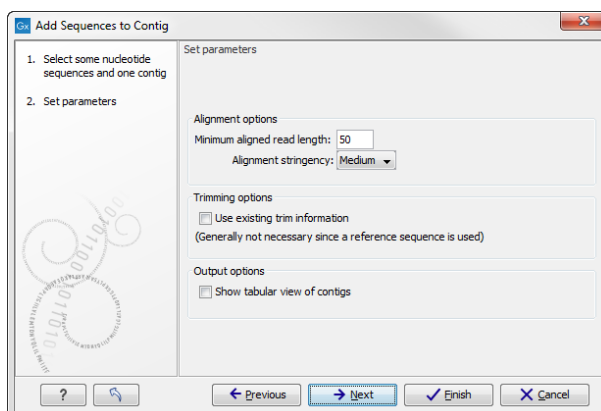 Gx Add Sequences to Contig
1. Select some nucleotide
sequences and one contig
2. Set parameters
Set parameters
Alignment options
Minimum aligned read length: 50
Alignment stringency: Medium
Trimming options
Use existing trim information
(Generally not necessary since a reference sequence is used)
Output options
Show tabular view of contigs
? Previous Next Finish Cancel